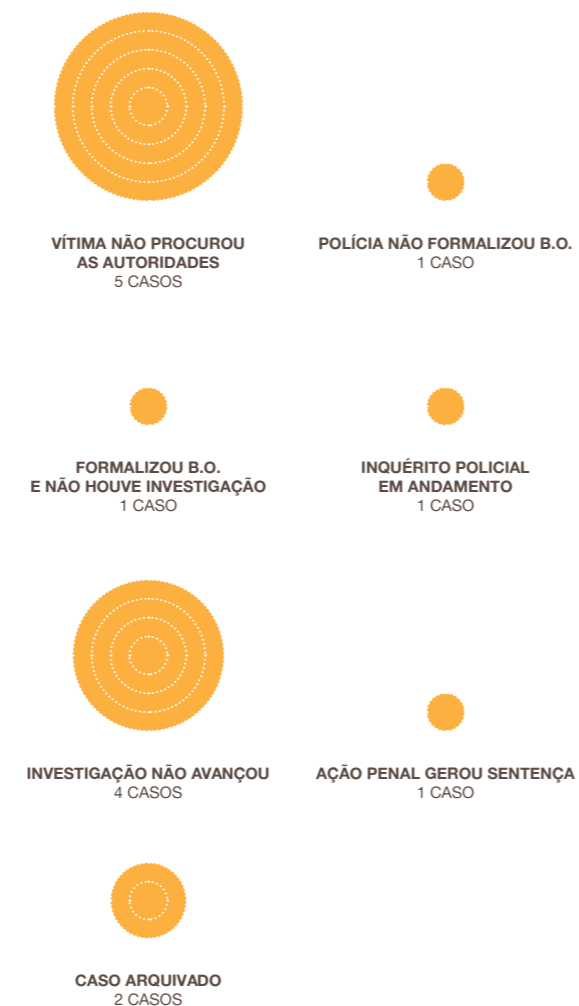 VÍTIMA NÃO PROCUROU
AS AUTORIDADES
5 CASOS
POLÍCIA NÃO FORMALIZOU B.O.
1 CASO
FORMALIZOU B.O.
E NÃO HOUVE INVESTIGAÇÃO
1 CASO
INQUÉRITO POLICIAL
EM ANDAMENTO
1 CASO
INVESTIGAÇÃO NÃO AVANÇOU
4 CASOS
AÇÃO PENAL GEROU SENTENÇA
1 CASO
CASO ARQUIVADO
2 CASOS